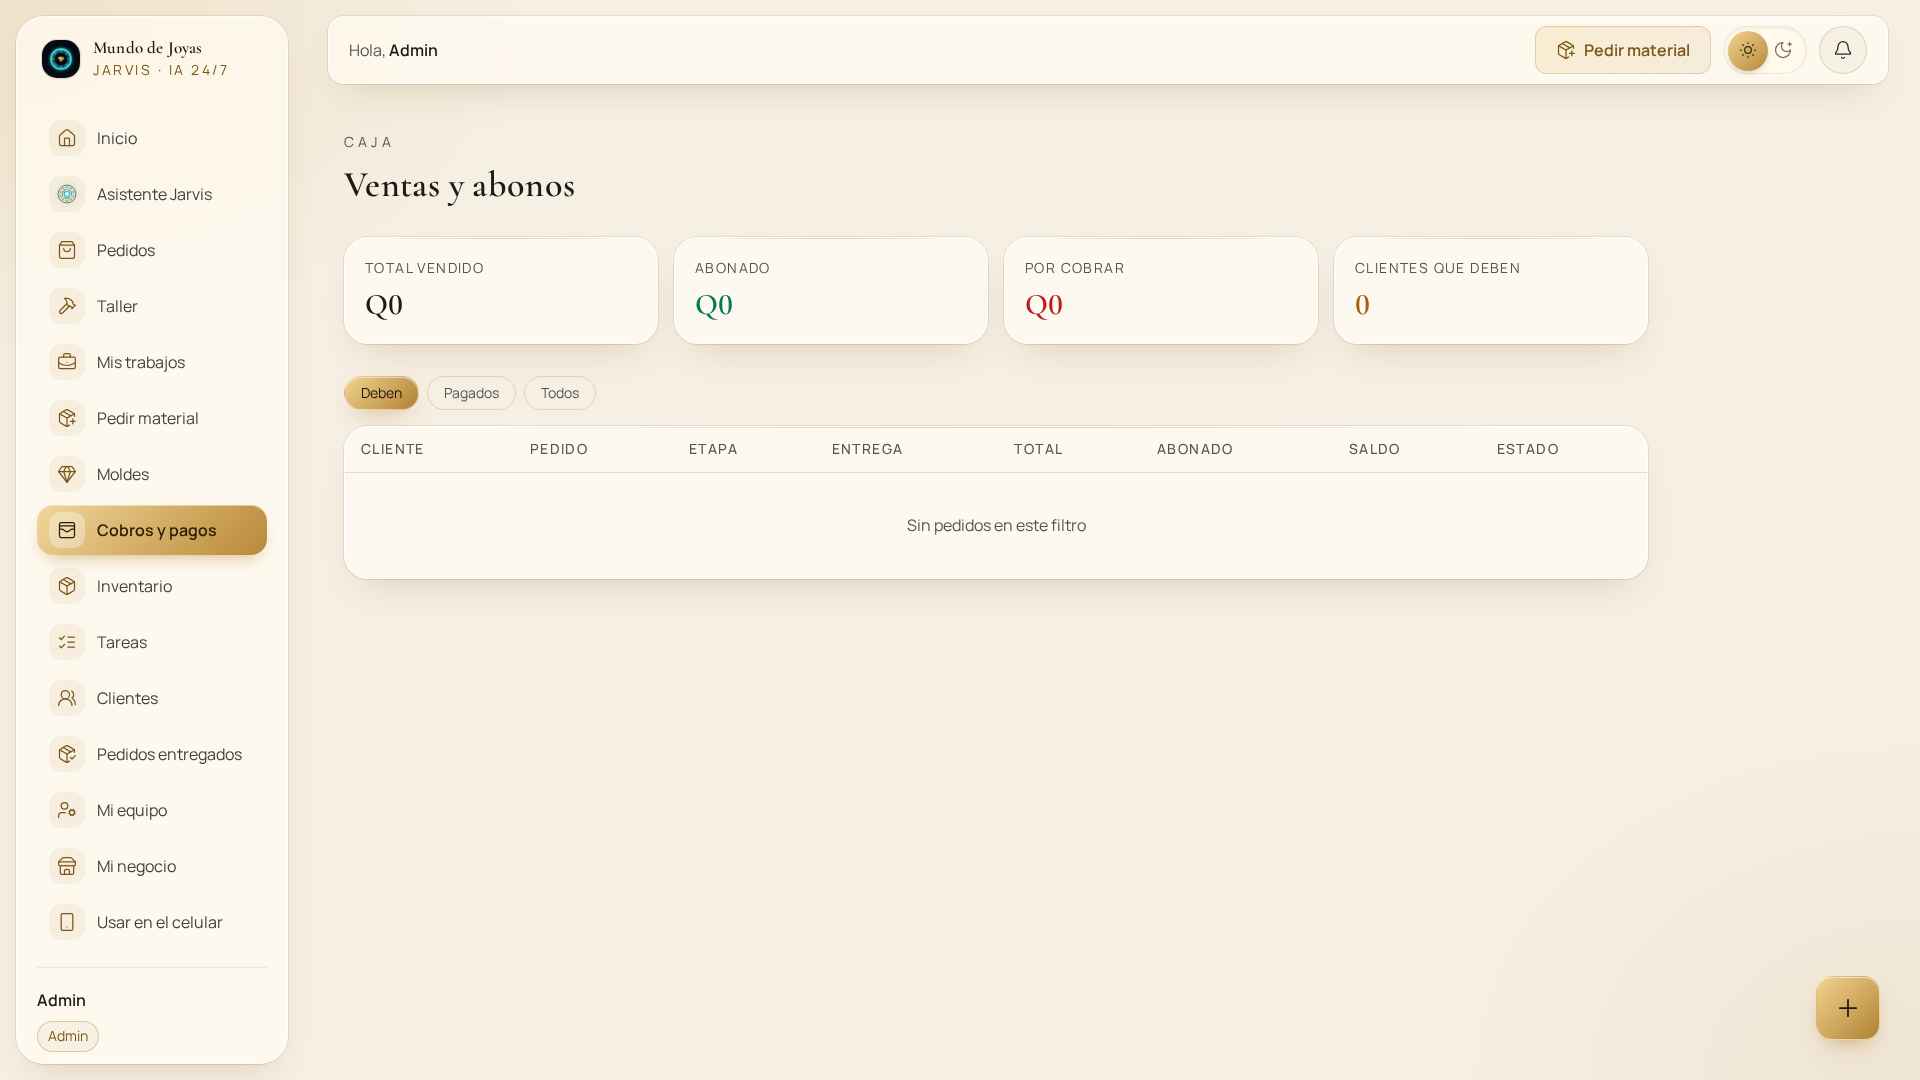 Mundo de Joyas
JARVIS · IA 24/7
Inicio
Asistente Jarvis
Pedidos
Taller
Mis trabajos
Pedir material
Moldes
Cobros y pagos
Inventario
Tareas
Clientes
Pedidos entregados
Mi equipo
Mi negocio
Usar en el celular
Admin
Admin
Hola, Admin
Pedir material
CAJA
Ventas y abonos
TOTAL VENDIDO
Q0
ABONADO
Q0
POR COBRAR
Q0
CLIENTES QUE DEBEN
0
Deben Pagados Todos
CLIENTE PEDIDO ETAPA ENTREGA TOTAL ABONADO SALDO ESTADO
Sin pedidos en este filtro